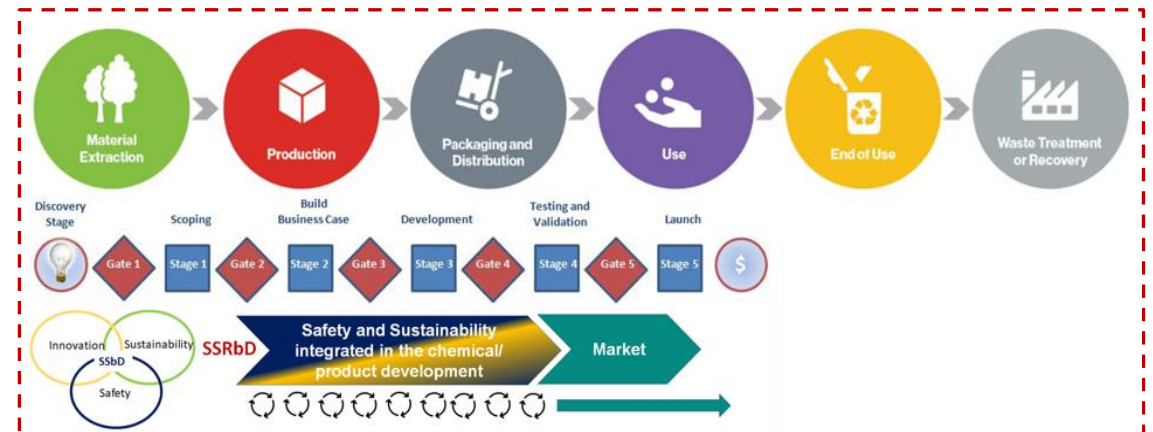 Material
Extraction
Production
Packaging and
Distribution
Use
End of Use
Waste Treatment
or Recovery
Discovery
Stage
Scoping
Build
Business Case
Development
Testing and
Validation
Launch
Gate 1
Stage 1
Gate 2
Stage 2
Gate 3
Stage 3
Gate 4
Stage 4
Gate 5
Stage 5
$
Innovation
Sustainability
SSbD
Safety
SSRbD
Safety and Sustainability
integrated in the chemical/
product development
Market